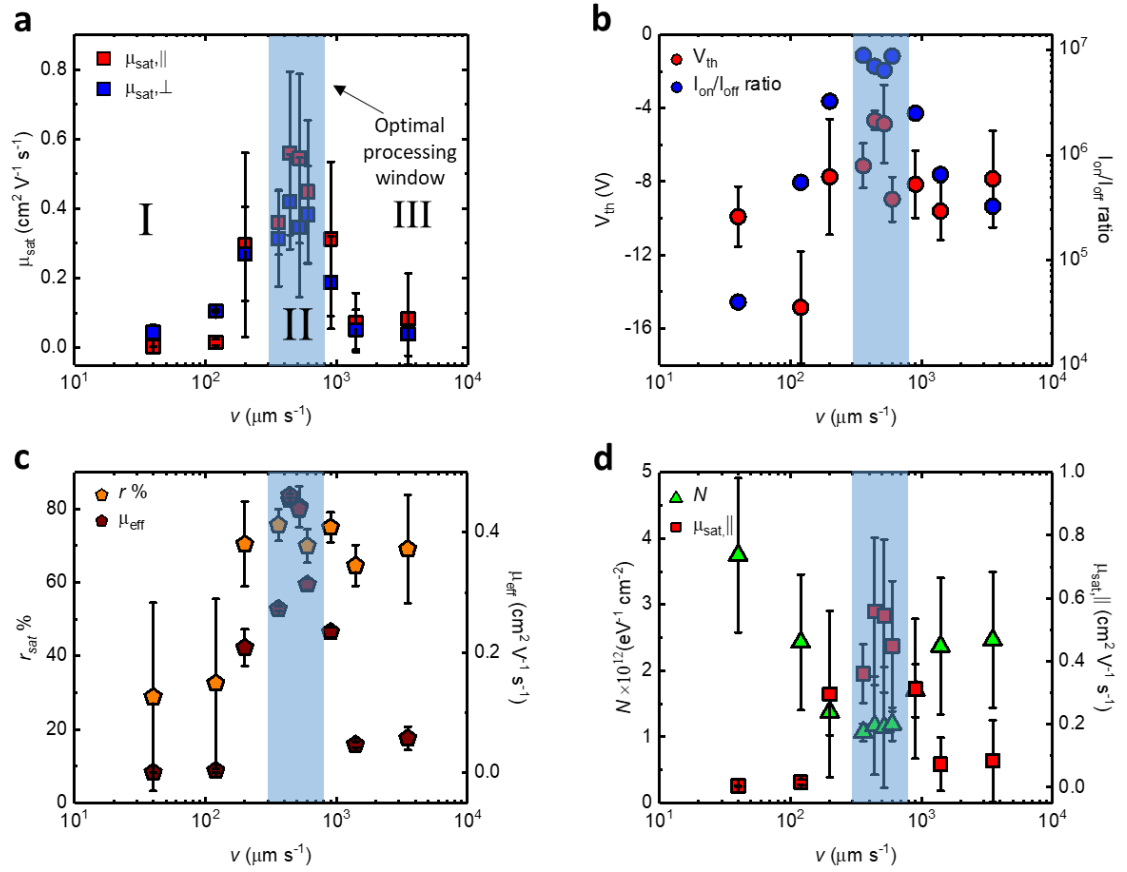 a
μsat,||
μsat,⊥
0.8
0.6
0.4
0.2
0.0
μsat (cm² V⁻¹ s⁻¹)
I
II
III
Optimal
processing
window
10¹ 10² 10³ 10⁴
v (μm s⁻¹)
b
Vth
Ion/Ioff ratio
0
-4
-8
-12
-16
Vth (V)
10⁷
10⁶
10⁵
10⁴
Ion/Ioff
ratio
10¹ 10² 10³ 10⁴
v (μm s⁻¹)
c
r %
μeff
80
60
40
20
0
rsat %
0.4
0.2
0.0
μeff (cm² V⁻¹ s⁻¹)
10¹ 10² 10³ 10⁴
v (μm s⁻¹)
d
N
μsat,||
5
4
3
2
1
0
N ×10¹² (eV⁻¹ cm⁻²)
1.0
0.8
0.6
0.4
0.2
0.0
μsat,|| (cm² V⁻¹ s⁻¹)
10¹ 10² 10³ 10⁴
v (μm s⁻¹)